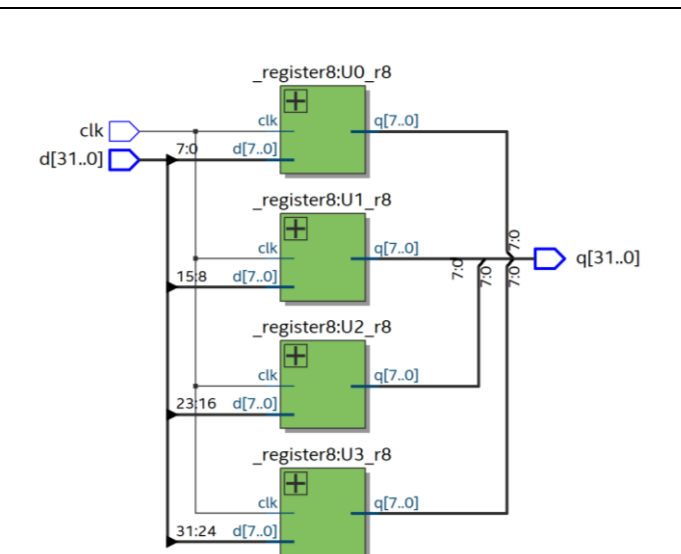 _register8:U0_r8
clk
d[31..0]
7:0
clk
d[7..0]
q[7..0]
_register8:U1_r8
15:8
clk
d[7..0]
q[7..0]
7:0
7:0
7:0
7:0
q[31..0]
_register8:U2_r8
23:16
clk
d[7..0]
q[7..0]
_register8:U3_r8
31:24
clk
d[7..0]
q[7..0]